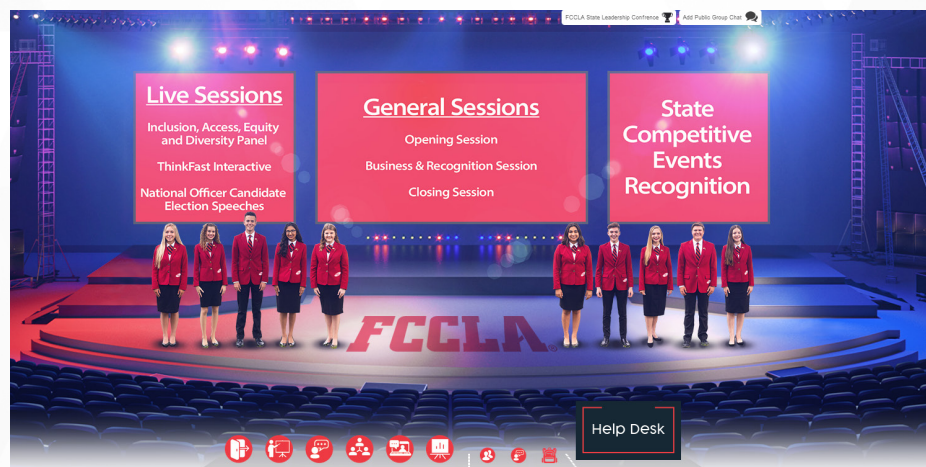 FCCLA State Leadership Confrence
Add Public Group Chat
Live Sessions
Inclusion, Access, Equity
and Diversity Panel
ThinkFast Interactive
National Officer Candidate
Election Speeches
General Sessions
Opening Session
Business & Recognition Session
Closing Session
State
Competitive
Events
Recognition
FCCLA
Help Desk